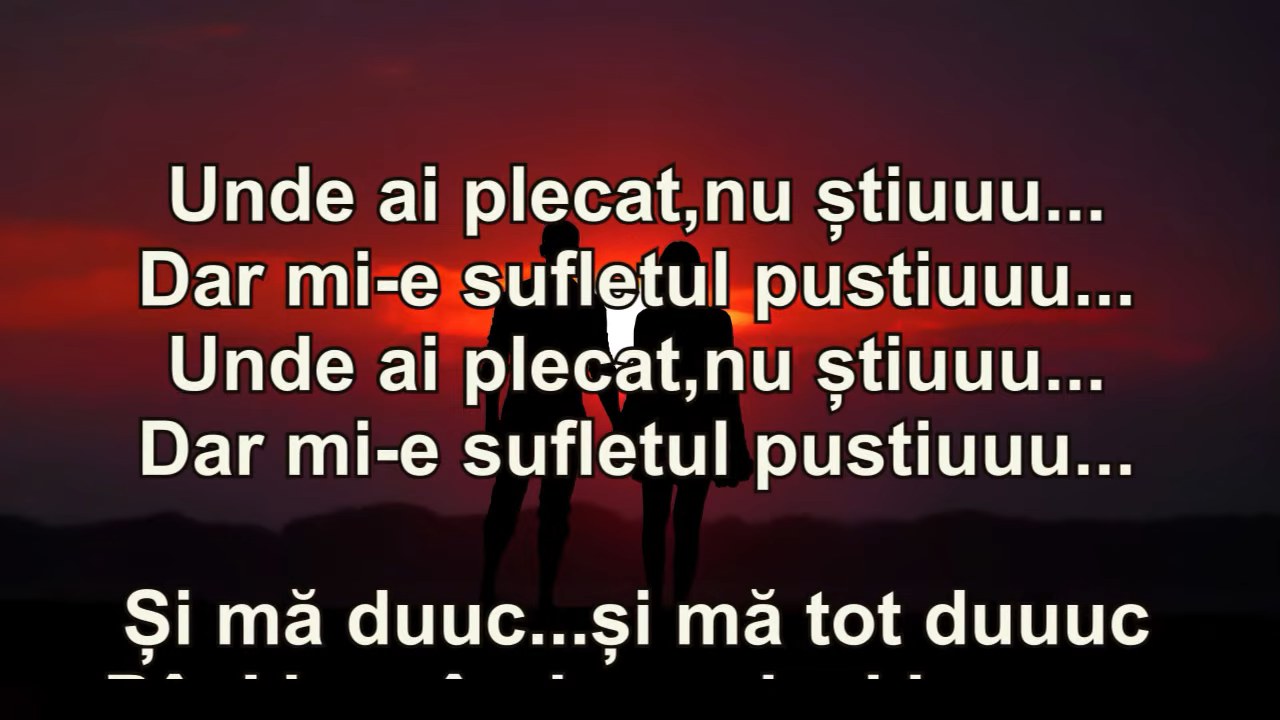 Unde ai plecat,nu știuuu...
Dar mi-e sufletul pustiuuu...
Unde ai plecat,nu știuuu...
Dar mi-e sufletul pustiuuu...
Și mă duuc...și mă tot duuuc